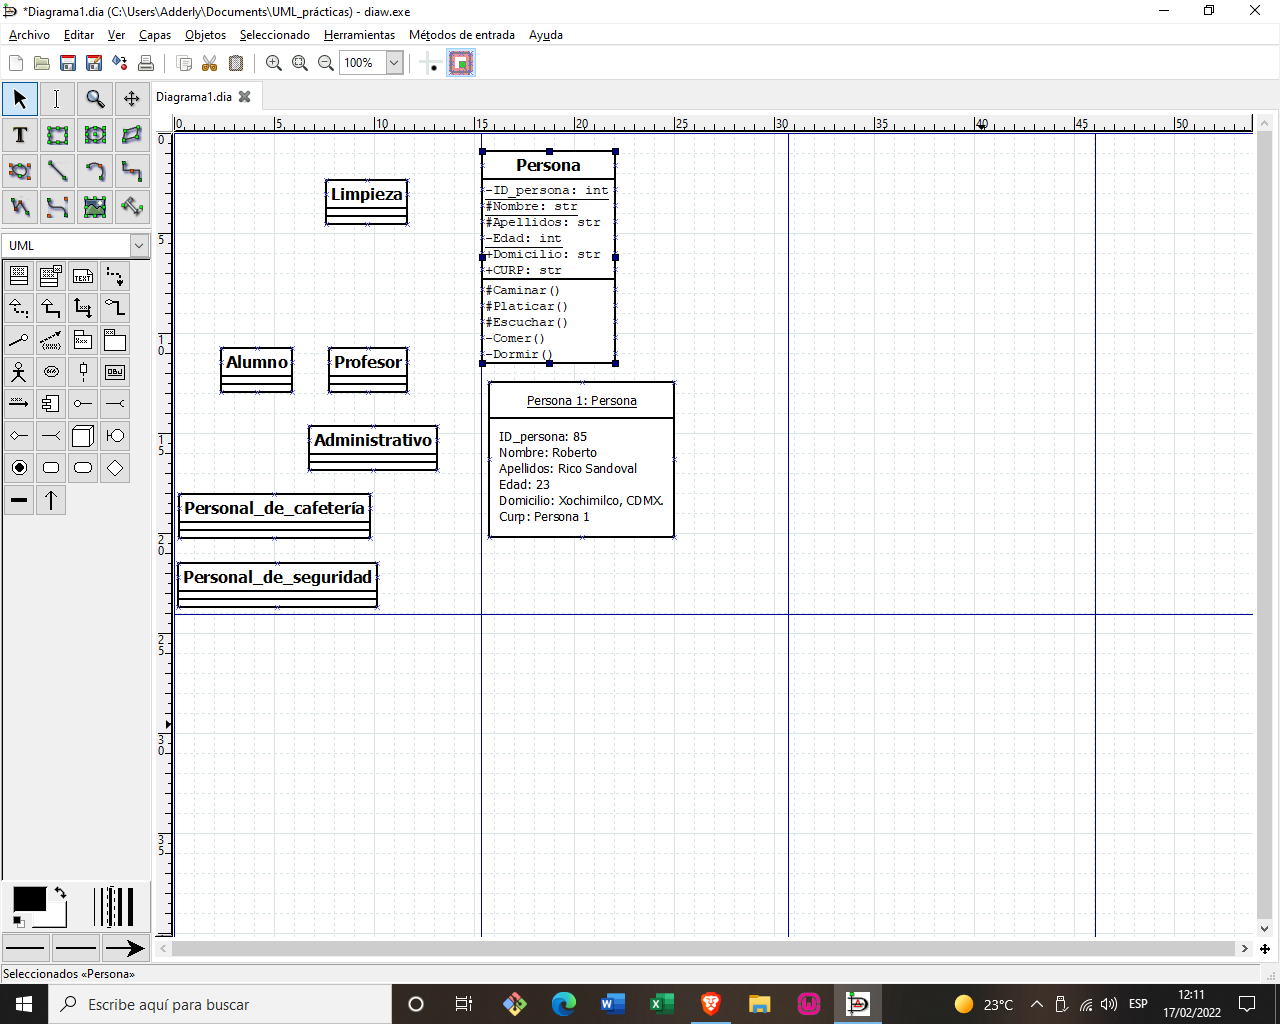 *Diagrama1.dia (C:\Users\Adderly\Documents\UML_prácticas) - diaw.exe
Archivo Editar Ver Capas Objetos Seleccionado Herramientas Métodos de entrada Ayuda
100%
Diagrama1.dia
0 5 10 15 20 25 30 35 40 45 50
T
UML
TEXT
OBJ
0
5
10
15
20
25
30
35
Limpieza
Persona
-ID_persona: int
#Nombre: str
#Apellidos: str
-Edad: int
+Domicilio: str
+CURP: str
#Caminar()
#Platicar()
#Escuchar()
-Comer()
-Dormir()
Alumno
Profesor
Administrativo
Personal_de_cafetería
Personal_de_seguridad
Persona 1: Persona
ID_persona: 85
Nombre: Roberto
Apellidos: Rico Sandoval
Edad: 23
Domicilio: Xochimilco, CDMX.
Curp: Persona 1
Seleccionados «Persona»
Escribe aquí para buscar
23°C
ESP
12:11
17/02/2022